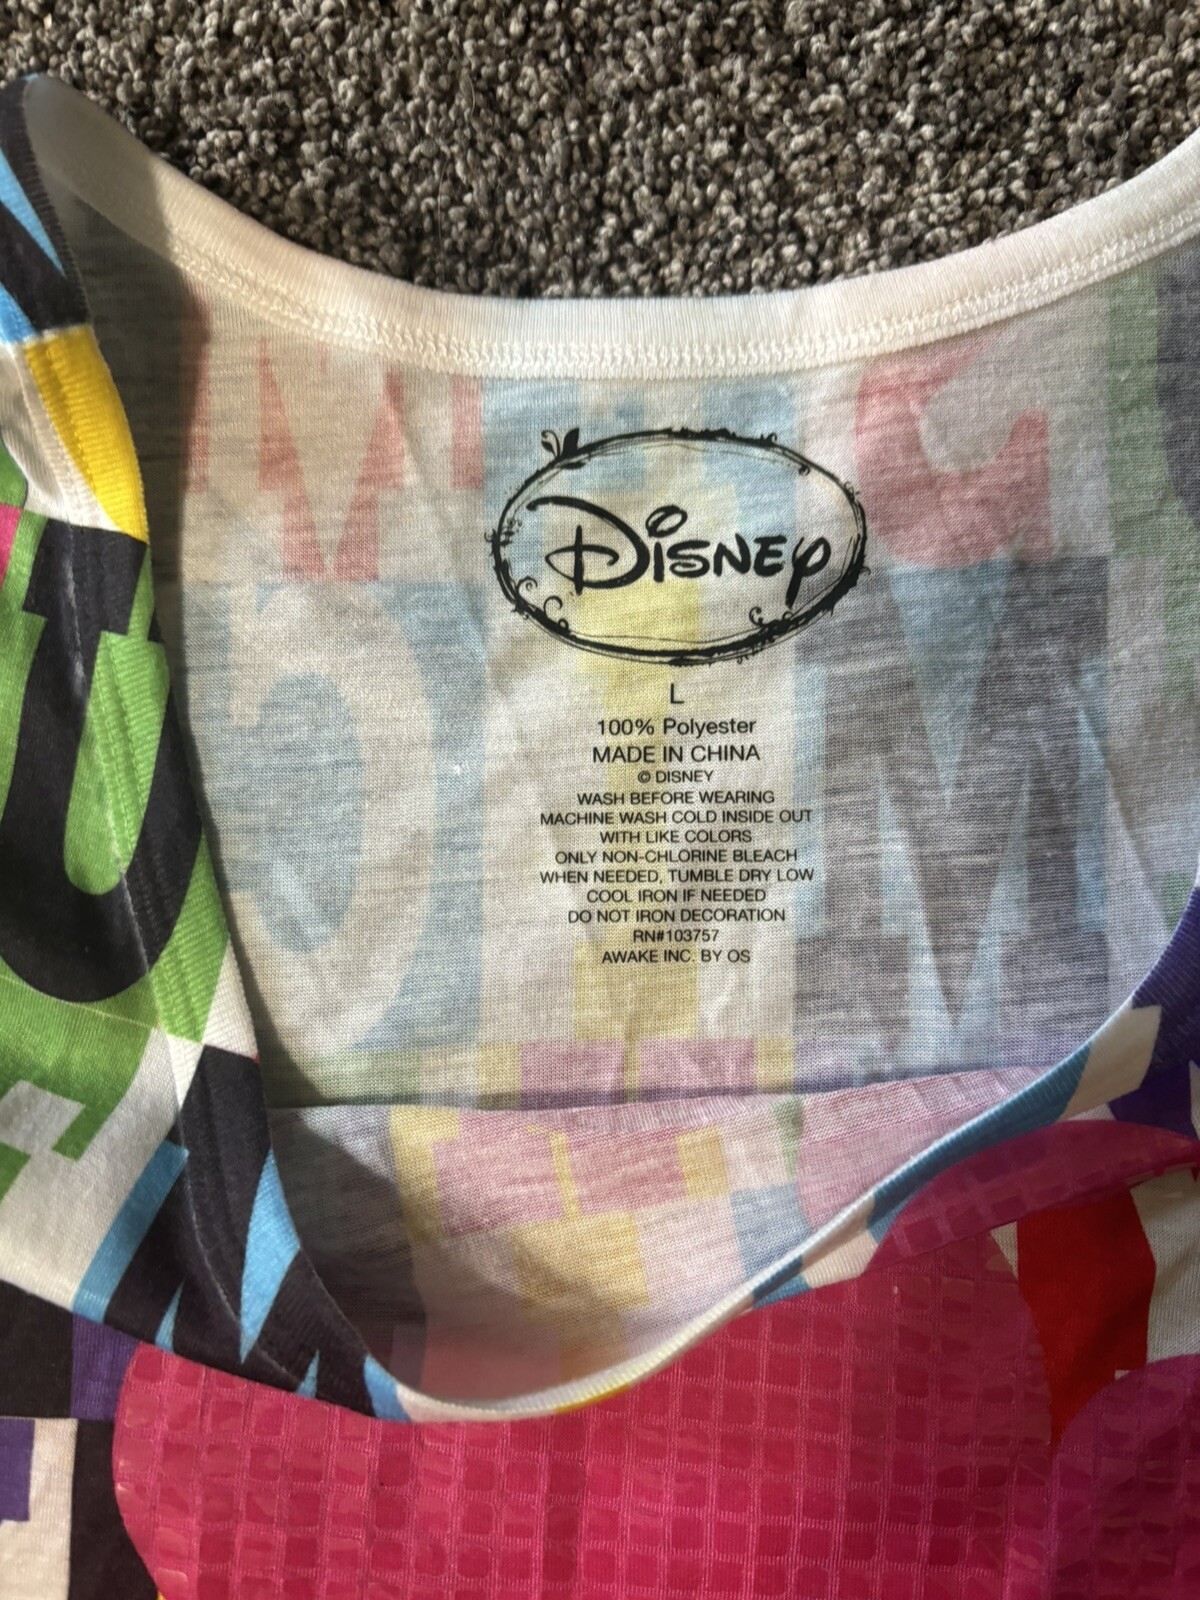 Disney
L
100% Polyester
MADE IN CHINA
© DISNEY
WASH BEFORE WEARING
MACHINE WASH COLD INSIDE OUT
WITH LIKE COLORS
ONLY NON-CHLORINE BLEACH
WHEN NEEDED, TUMBLE DRY LOW
COOL IRON IF NEEDED
DO NOT IRON DECORATION
RN#103757
AWAKE INC. BY OS